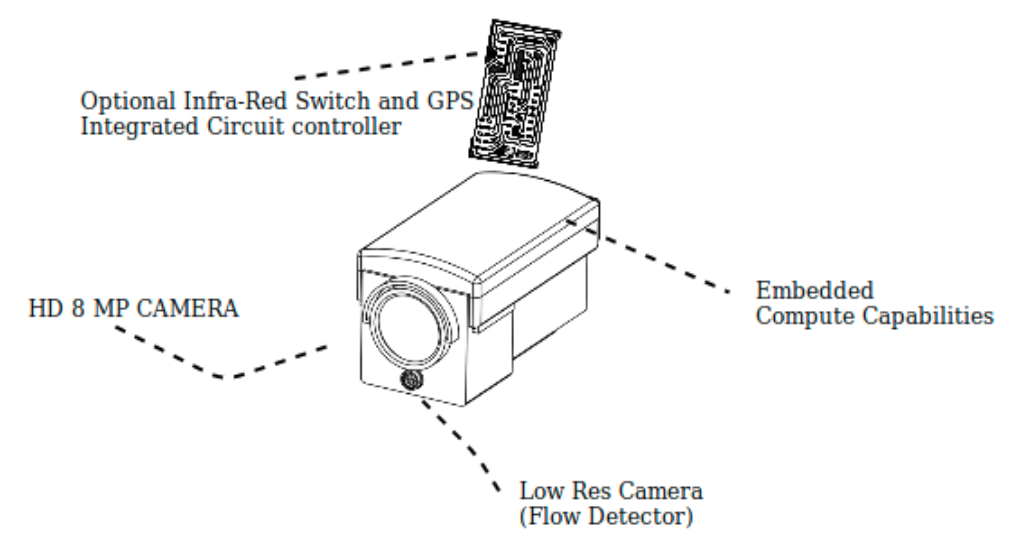 Optional Infra-Red Switch and GPS
Integrated Circuit controller
HD 8 MP CAMERA
Embedded
Compute Capabilities
Low Res Camera
(Flow Detector)